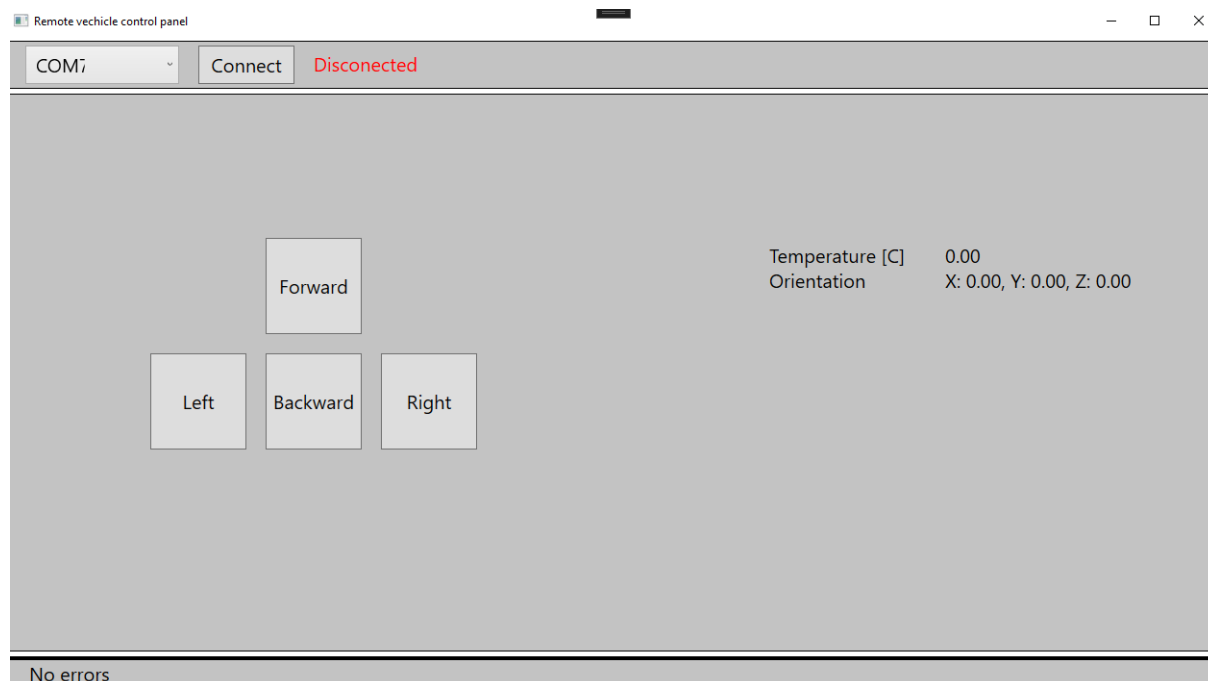 Remote vechicle control panel
COM7
Connect
Disconected
Forward
Left
Backward
Right
Temperature [C] 0.00
Orientation X: 0.00, Y: 0.00, Z: 0.00
No errors